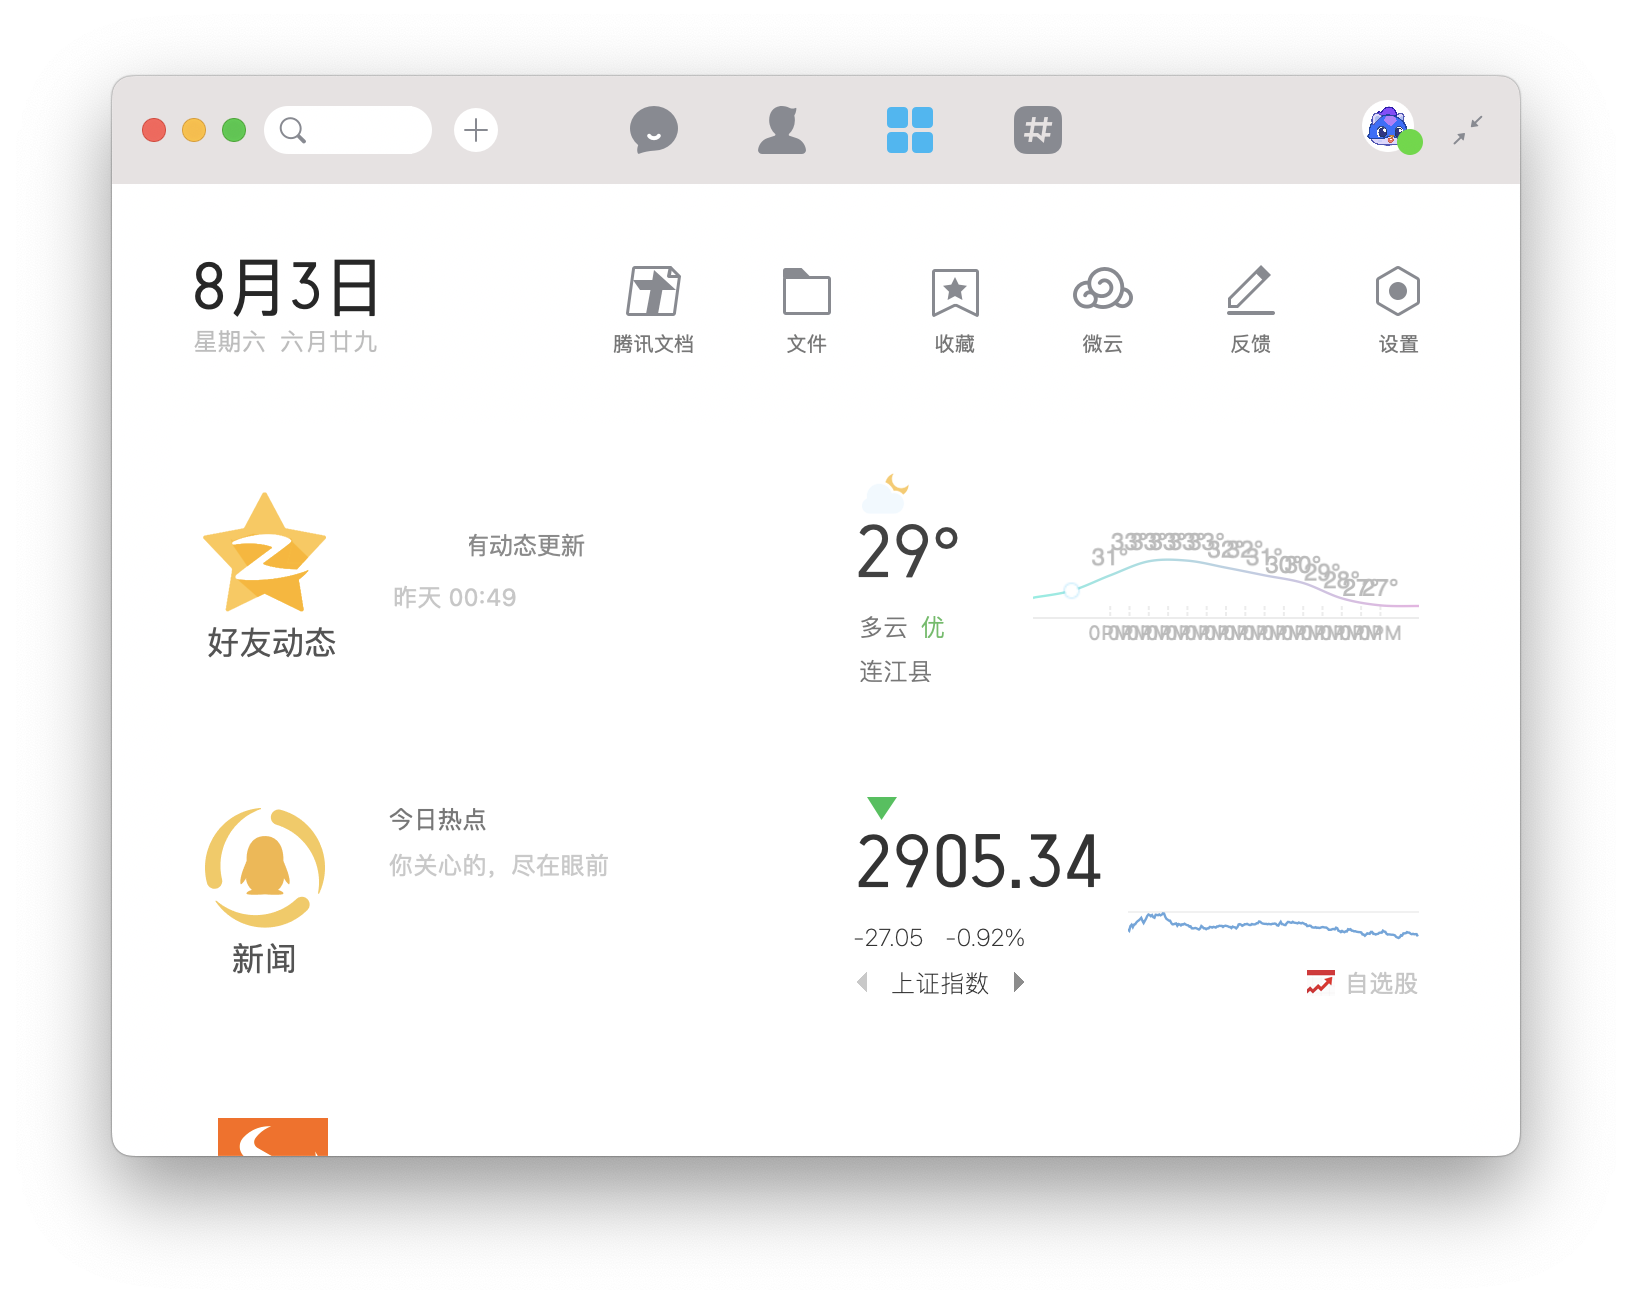 8月3日
星期六 六月廿九
腾讯文档
文件
收藏
微云
反馈
设置
有动态更新
昨天 00:49
好友动态
29°
多云 优
连江县
31°
今日热点
你关心的，尽在眼前
新闻
2905.34
-27.05 -0.92%
上证指数
自选股